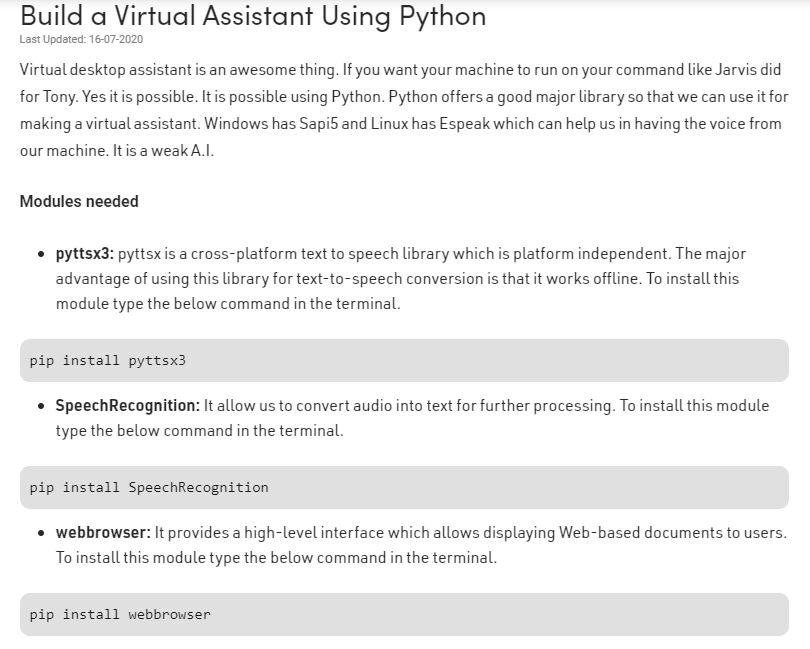 Build a Virtual Assistant Using Python
Last Updated: 16-07-2020
Virtual desktop assistant is an awesome thing. If you want your machine to run on your command like Jarvis did
for Tony. Yes it is possible. It is possible using Python. Python offers a good major library so that we can use it for
making a virtual assistant. Windows has Sapi5 and Linux has Espeak which can help us in having the voice from
our machine. It is a weak A.I.
Modules needed
• pyttsx3: pyttsx is a cross-platform text to speech library which is platform independent. The major
advantage of using this library for text-to-speech conversion is that it works offline. To install this
module type the below command in the terminal.
pip install pyttsx3
• SpeechRecognition: It allow us to convert audio into text for further processing. To install this module
type the below command in the terminal.
pip install SpeechRecognition
• webbrowser: It provides a high-level interface which allows displaying Web-based documents to users.
To install this module type the below command in the terminal.
pip install webbrowser